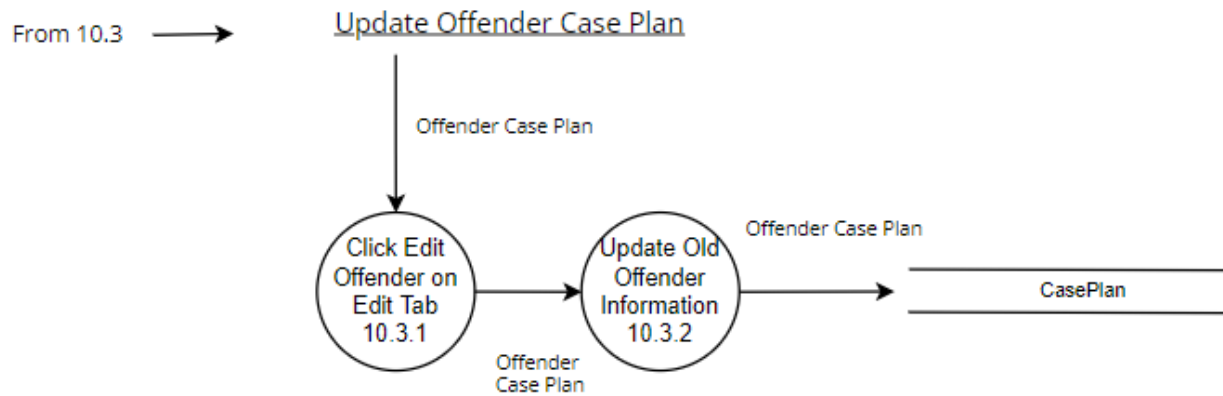 From 10.3
Update Offender Case Plan
Offender Case Plan
Click Edit
Offender on
Edit Tab
10.3.1
Update Old
Offender
Information
10.3.2
Offender Case Plan
CasePlan
Offender
Case Plan